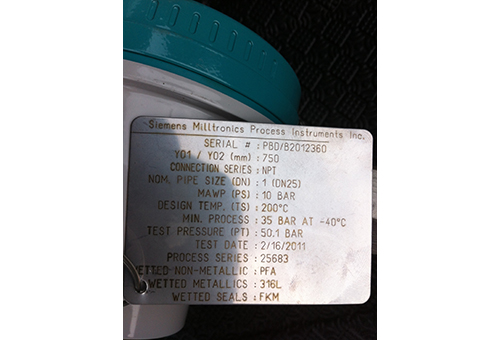 Siemens Milltronics Process Instruments Inc.
SERIAL # : PBD/B2012360
Y01 / Y02 (mm) : 750
CONNECTION SERIES : NPT
NOM. PIPE SIZE (DN) : 1 (DN25)
MAWP (PS) : 10 BAR
DESIGN TEMP. (TS) : 200°C
MIN. PROCESS : 35 BAR AT -40°C
TEST PRESSURE (PT) : 50.1 BAR
TEST DATE : 2/16/2011
PROCESS SERIES : 25683
WETTED NON-METALLIC : PFA
WETTED METALLICS : 316L
WETTED SEALS : FKM